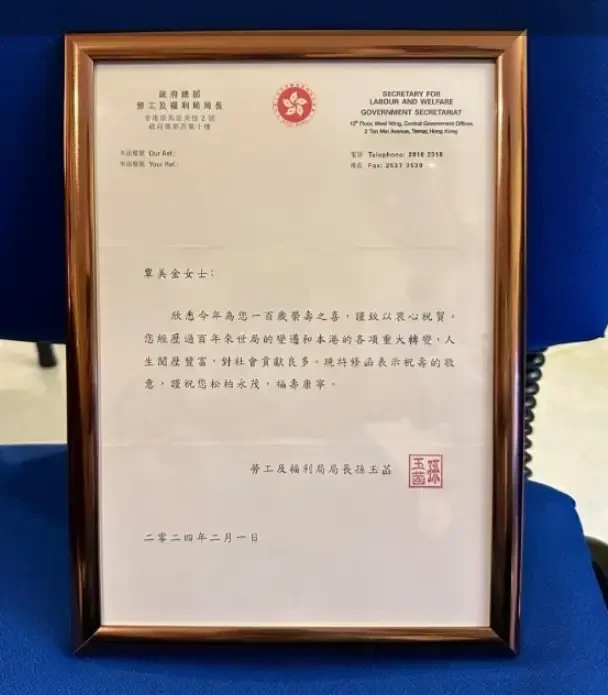 政府總部
勞工及福利局局長
香港添馬添美道 2 號
政府總部西翼十樓
SECRETARY FOR
LABOUR AND WELFARE
GOVERNMENT SECRETARIAT
10th Floor, West Wing, Central Government Offices
2 Tim Mei Avenue, Tamar, Hong Kong
本函檔號 Our Ref.:
來函檔號 Your Ref.:
電話 Telephone: 2810 2318
傳真 Fax: 2537 3539
覃美金女士：
欣悉今年為您一百歲榮壽之喜，謹致以衷心祝賀。
您經歷過百年來世局的變遷和本港的各項重大轉變，人
生閱歷豐富，對社會貢獻良多。現特修函表示祝壽的敬
意，謹祝您松柏永茂，福壽康寧。
勞工及福利局局長孫玉菡
孫玉菡
二零二四年二月一日